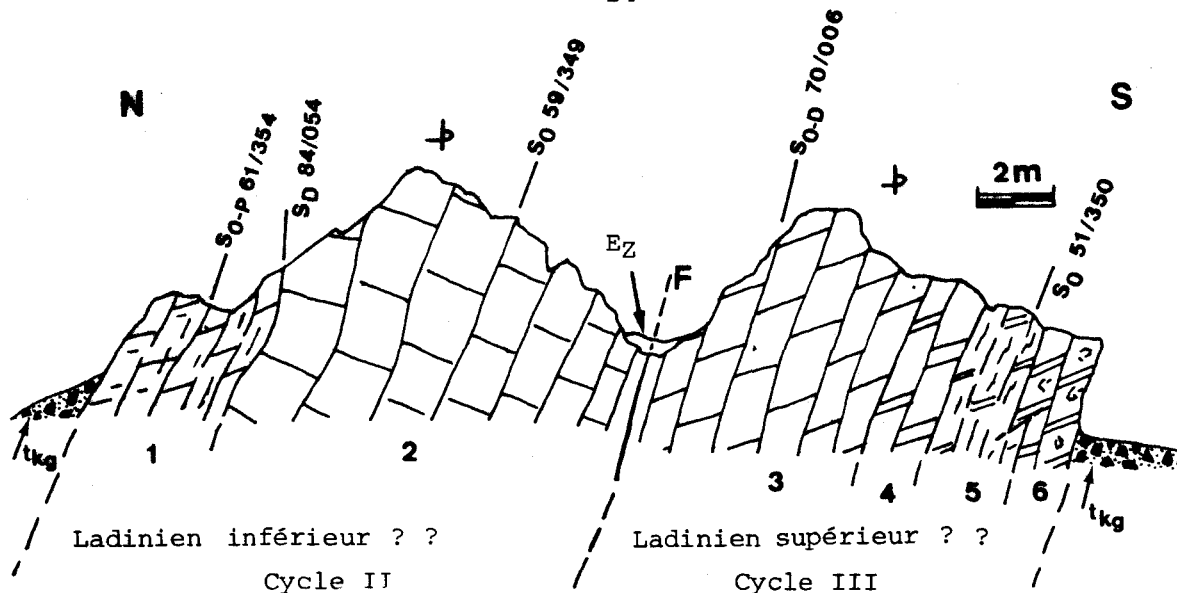 N
S
S0-P 61/354
SD 84/054
S0 59/349
S0-D 70/006
S0 51/350
2m
EZ
F
tkg
1
2
3
4
5
6
tkg
Ladinien inférieur ? ?
Ladinien supérieur ? ?
Cycle II
Cycle III